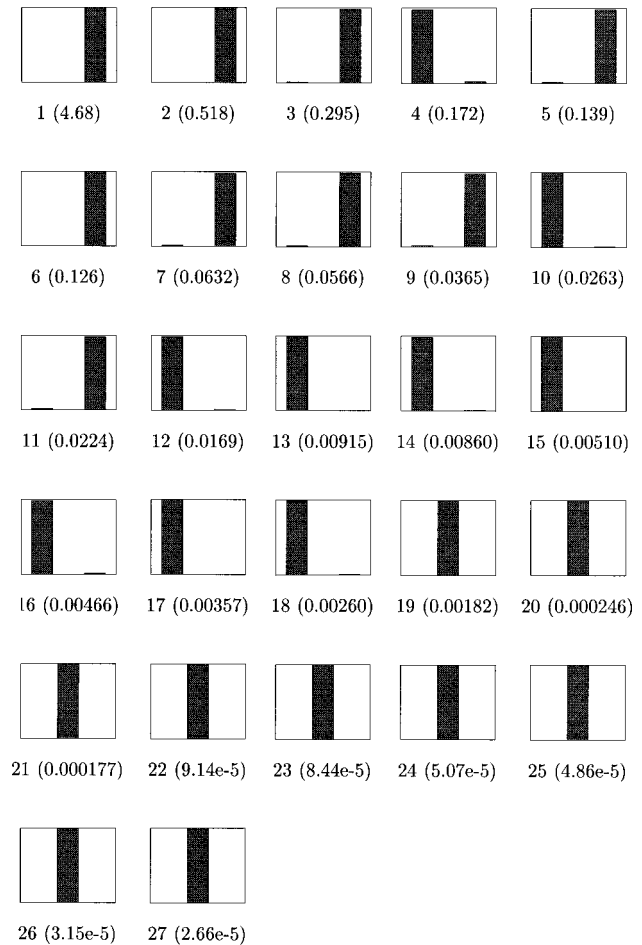 1 (4.68) 2 (0.518) 3 (0.295) 4 (0.172) 5 (0.139)
6 (0.126) 7 (0.0632) 8 (0.0566) 9 (0.0365) 10 (0.0263)
11 (0.0224) 12 (0.0169) 13 (0.00915) 14 (0.00860) 15 (0.00510)
16 (0.00466) 17 (0.00357) 18 (0.00260) 19 (0.00182) 20 (0.000246)
21 (0.000177) 22 (9.14e-5) 23 (8.44e-5) 24 (5.07e-5) 25 (4.86e-5)
26 (3.15e-5) 27 (2.66e-5)